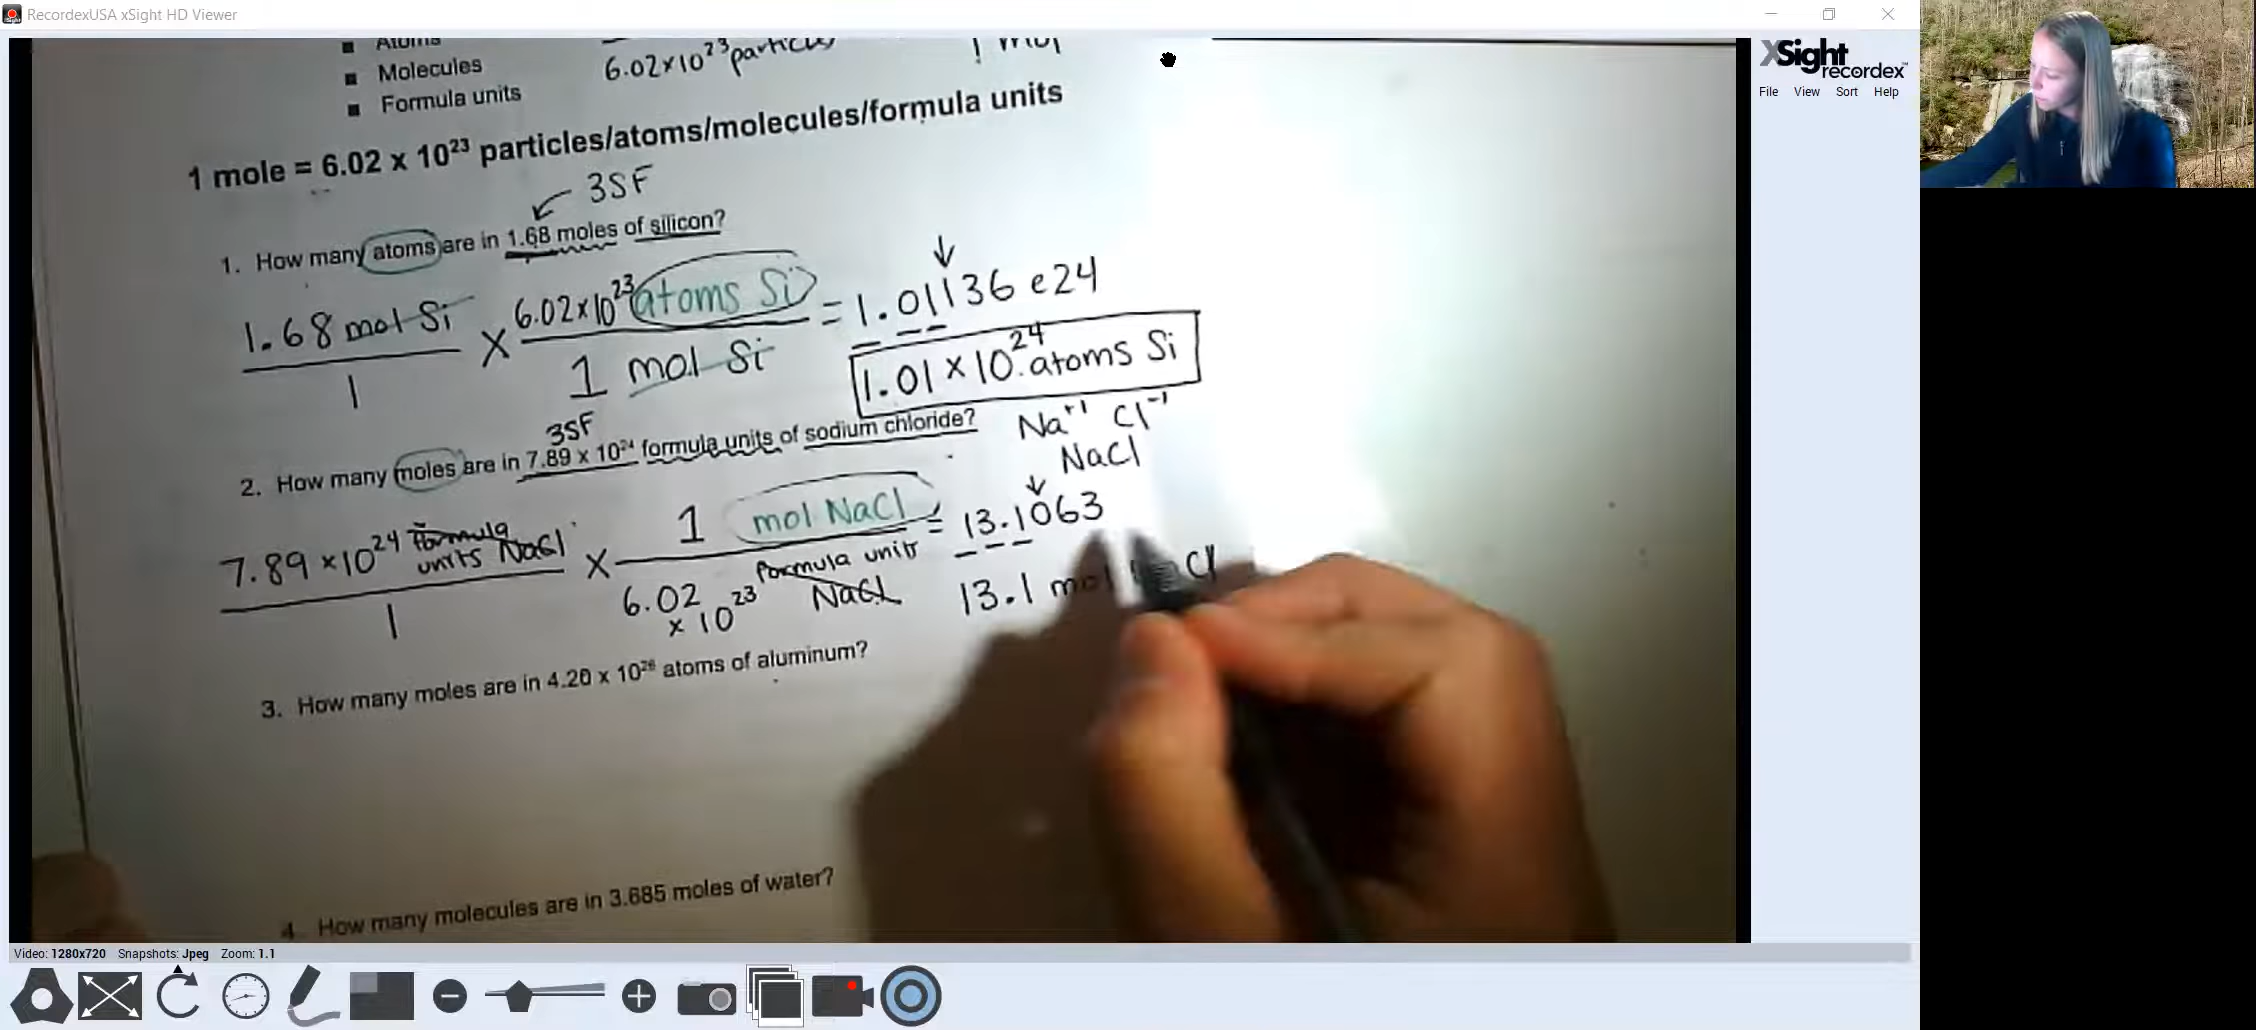 RecordexUSA xSight HD Viewer
XSight recordex™
File View Sort Help
■ Atoms
■ Molecules
■ Formula units
6.02×10²³ particles
1 mol
1 mole = 6.02 x 10²³ particles/atoms/molecules/formula units
3SF
1. How many atoms are in 1.68 moles of silicon?
1.68 mol Si × 6.02×10²³ atoms Si = 1.01136 e24
1 1 mol Si
1.01 × 10²⁴ atoms Si
3SF
2. How many moles are in 7.89 x 10²⁴ formula units of sodium chloride?
Na⁺¹ Cl⁻¹
NaCl
7.89 ×10²⁴ formula units NaCl × 1 mol NaCl = 13.1063
1 6.02 × 10²³ formula units NaCl
13.1 mol
3. How many moles are in 4.20 x 10²⁶ atoms of aluminum?
4 How many molecules are in 3.685 moles of water?
Video: 1280x720 Snapshots: Jpeg Zoom: 1.1